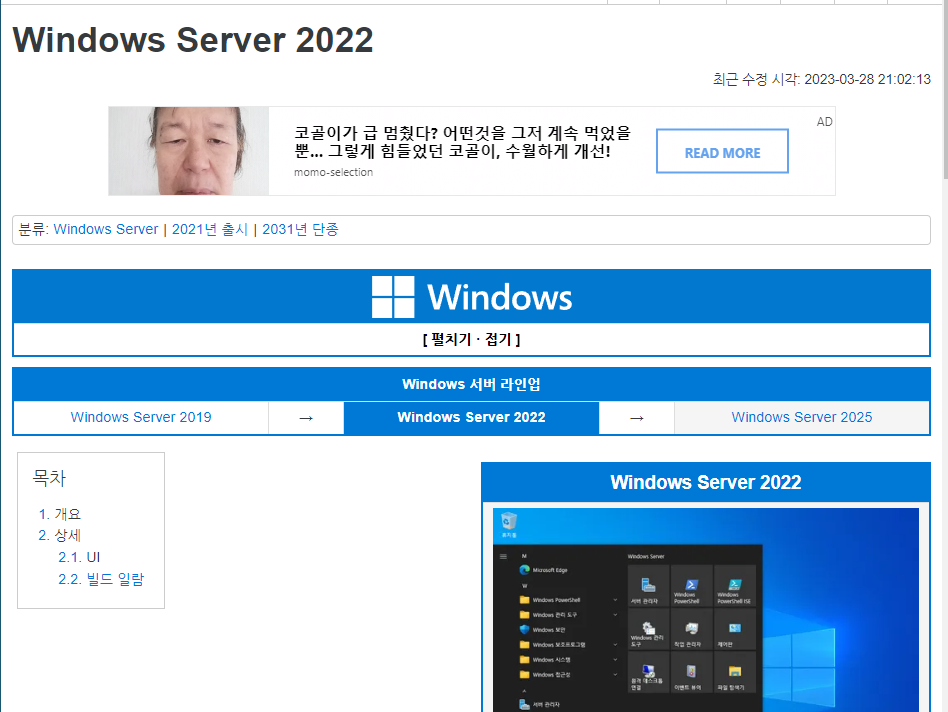 Windows Server 2022
최근 수정 시각: 2023-03-28 21:02:13
AD
코골이가 급 멈췄다? 어떤것을 그저 계속 먹었을
뿐... 그렇게 힘들었던 코골이, 수월하게 개선!
momo-selection
READ MORE
분류: Windows Server | 2021년 출시 | 2031년 단종
Windows
[ 펼치기 · 접기 ]
Windows 서버 라인업
Windows Server 2019 → Windows Server 2022 → Windows Server 2025
목차
1. 개요
2. 상세
2.1. UI
2.2. 빌드 일람
Windows Server 2022
휴지통
M
Microsoft Edge
W
Windows PowerShell
Windows 관리 도구
Windows 보안
Windows 보조프로그램
Windows 시스템
Windows 접근성
서버 관리자
Windows Server
서버 관리자
Windows
PowerShell
Windows
PowerShell ISE
Windows 관리
도구
작업 관리자
제어판
원격 데스크톱
연결
이벤트 뷰어
파일 탐색기